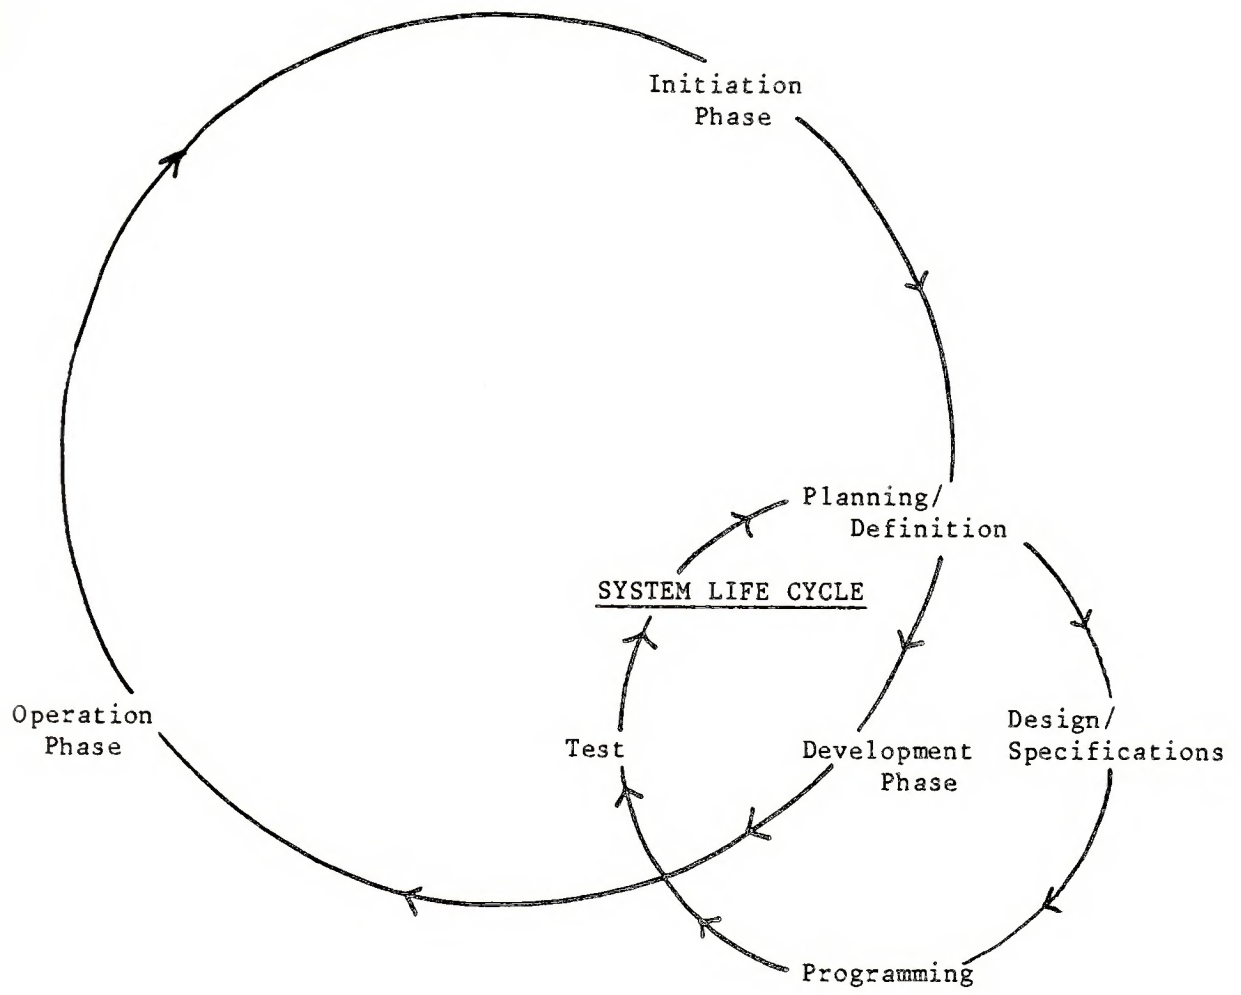 Initiation
Phase
Planning/
Definition
SYSTEM LIFE CYCLE
Operation
Phase
Test
Development
Phase
Design/
Specifications
Programming